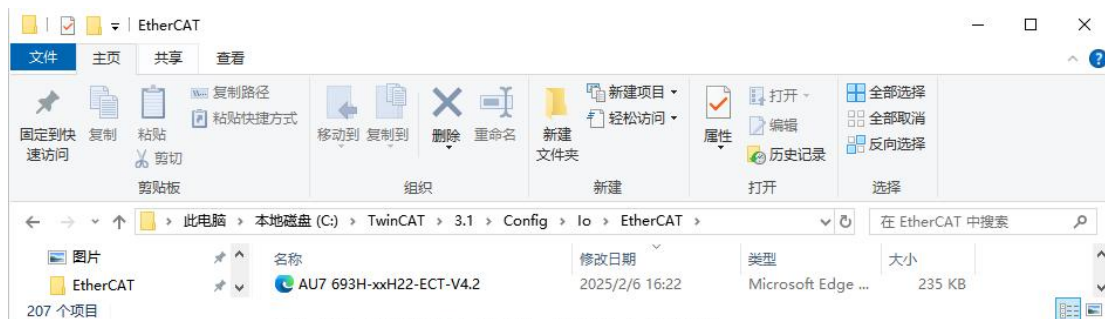 EtherCAT
文件 主页 共享 查看
固定到快速访问 复制 粘贴 复制路径 粘贴快捷方式 剪切 移动到 复制到 删除 重命名 新建文件夹 新建项目 轻松访问 属性 打开 编辑 历史记录 全部选择 全部取消 反向选择
剪贴板 组织 新建 打开 选择
此电脑 > 本地磁盘 (C:) > TwinCAT > 3.1 > Config > Io > EtherCAT > 在 EtherCAT 中搜索
图片 名称 修改日期 类型 大小
EtherCAT AU7 693H-xxH22-ECT-V4.2 2025/2/6 16:22 Microsoft Edge ... 235 KB
207 个项目